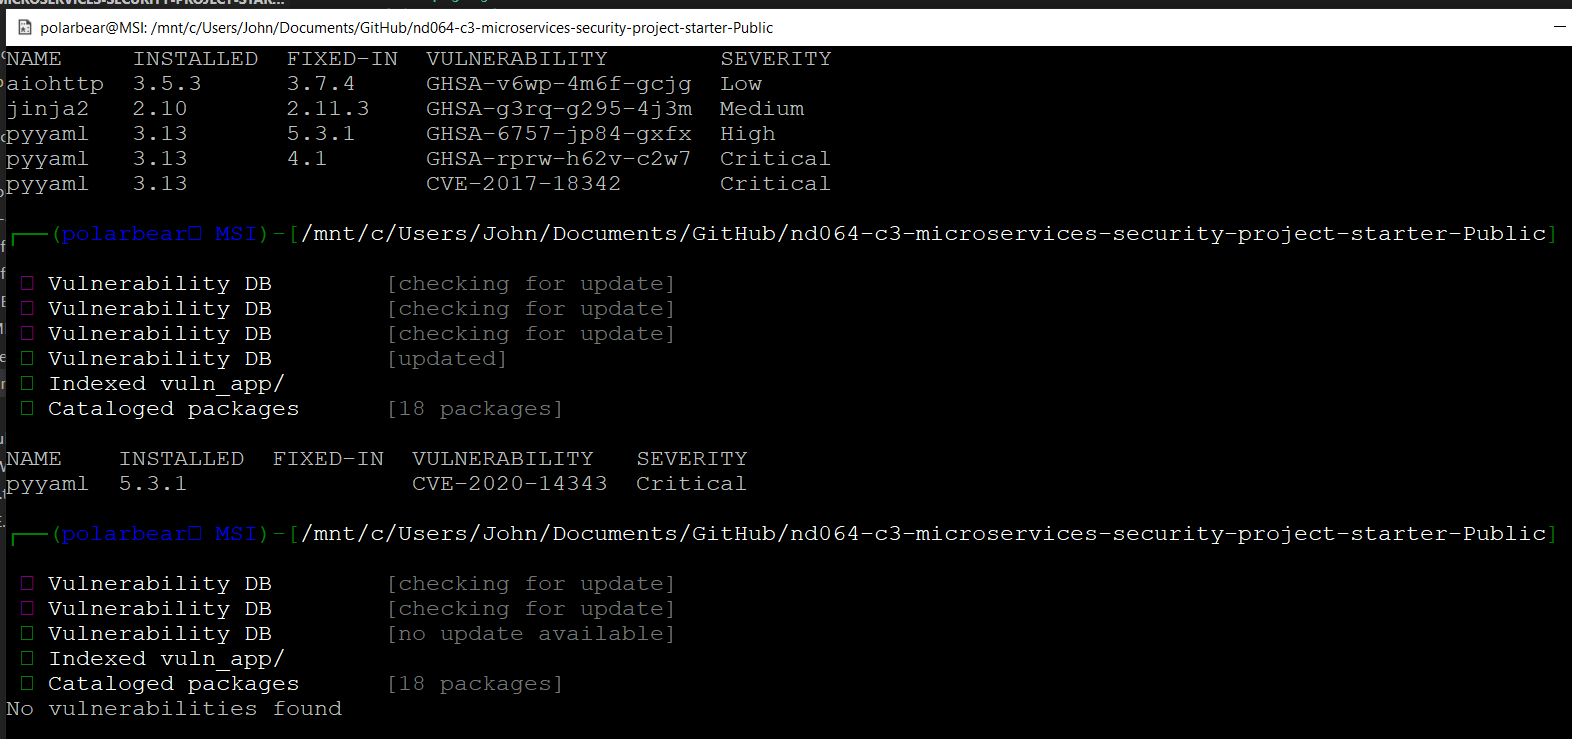 MICROSERVICES-SECURITY-PROJECT-STAR...
polarbear@MSI: /mnt/c/Users/John/Documents/GitHub/nd064-c3-microservices-security-project-starter-Public
NAME INSTALLED FIXED-IN VULNERABILITY SEVERITY
aiohttp 3.5.3 3.7.4 GHSA-v6wp-4m6f-gcjg Low
jinja2 2.10 2.11.3 GHSA-g3rq-g295-4j3m Medium
pyyaml 3.13 5.3.1 GHSA-6757-jp84-gxfx High
pyyaml 3.13 4.1 GHSA-rprw-h62v-c2w7 Critical
pyyaml 3.13 CVE-2017-18342 Critical
┌──(polarbear□ MSI)-[/mnt/c/Users/John/Documents/GitHub/nd064-c3-microservices-security-project-starter-Public]
□ Vulnerability DB [checking for update]
□ Vulnerability DB [checking for update]
□ Vulnerability DB [checking for update]
□ Vulnerability DB [updated]
□ Indexed vuln_app/
□ Cataloged packages [18 packages]
NAME INSTALLED FIXED-IN VULNERABILITY SEVERITY
pyyaml 5.3.1 CVE-2020-14343 Critical
┌──(polarbear□ MSI)-[/mnt/c/Users/John/Documents/GitHub/nd064-c3-microservices-security-project-starter-Public]
□ Vulnerability DB [checking for update]
□ Vulnerability DB [checking for update]
□ Vulnerability DB [no update available]
□ Indexed vuln_app/
□ Cataloged packages [18 packages]
No vulnerabilities found